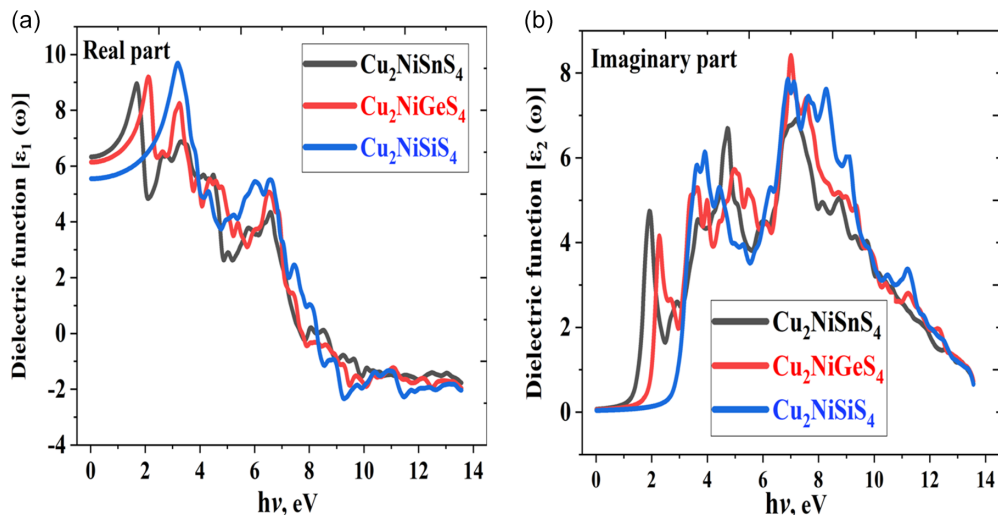 (a)
Real part
Cu₂NiSnS₄
Cu₂NiGeS₄
Cu₂NiSiS₄
Dielectric function [ε₁ (ω)]
10
8
6
4
2
0
-2
-4
0 2 4 6 8 10 12 14
hν, eV
(b)
Imaginary part
Cu₂NiSnS₄
Cu₂NiGeS₄
Cu₂NiSiS₄
Dielectric function [ε₂ (ω)]
8
6
4
2
0
0 2 4 6 8 10 12 14
hν, eV